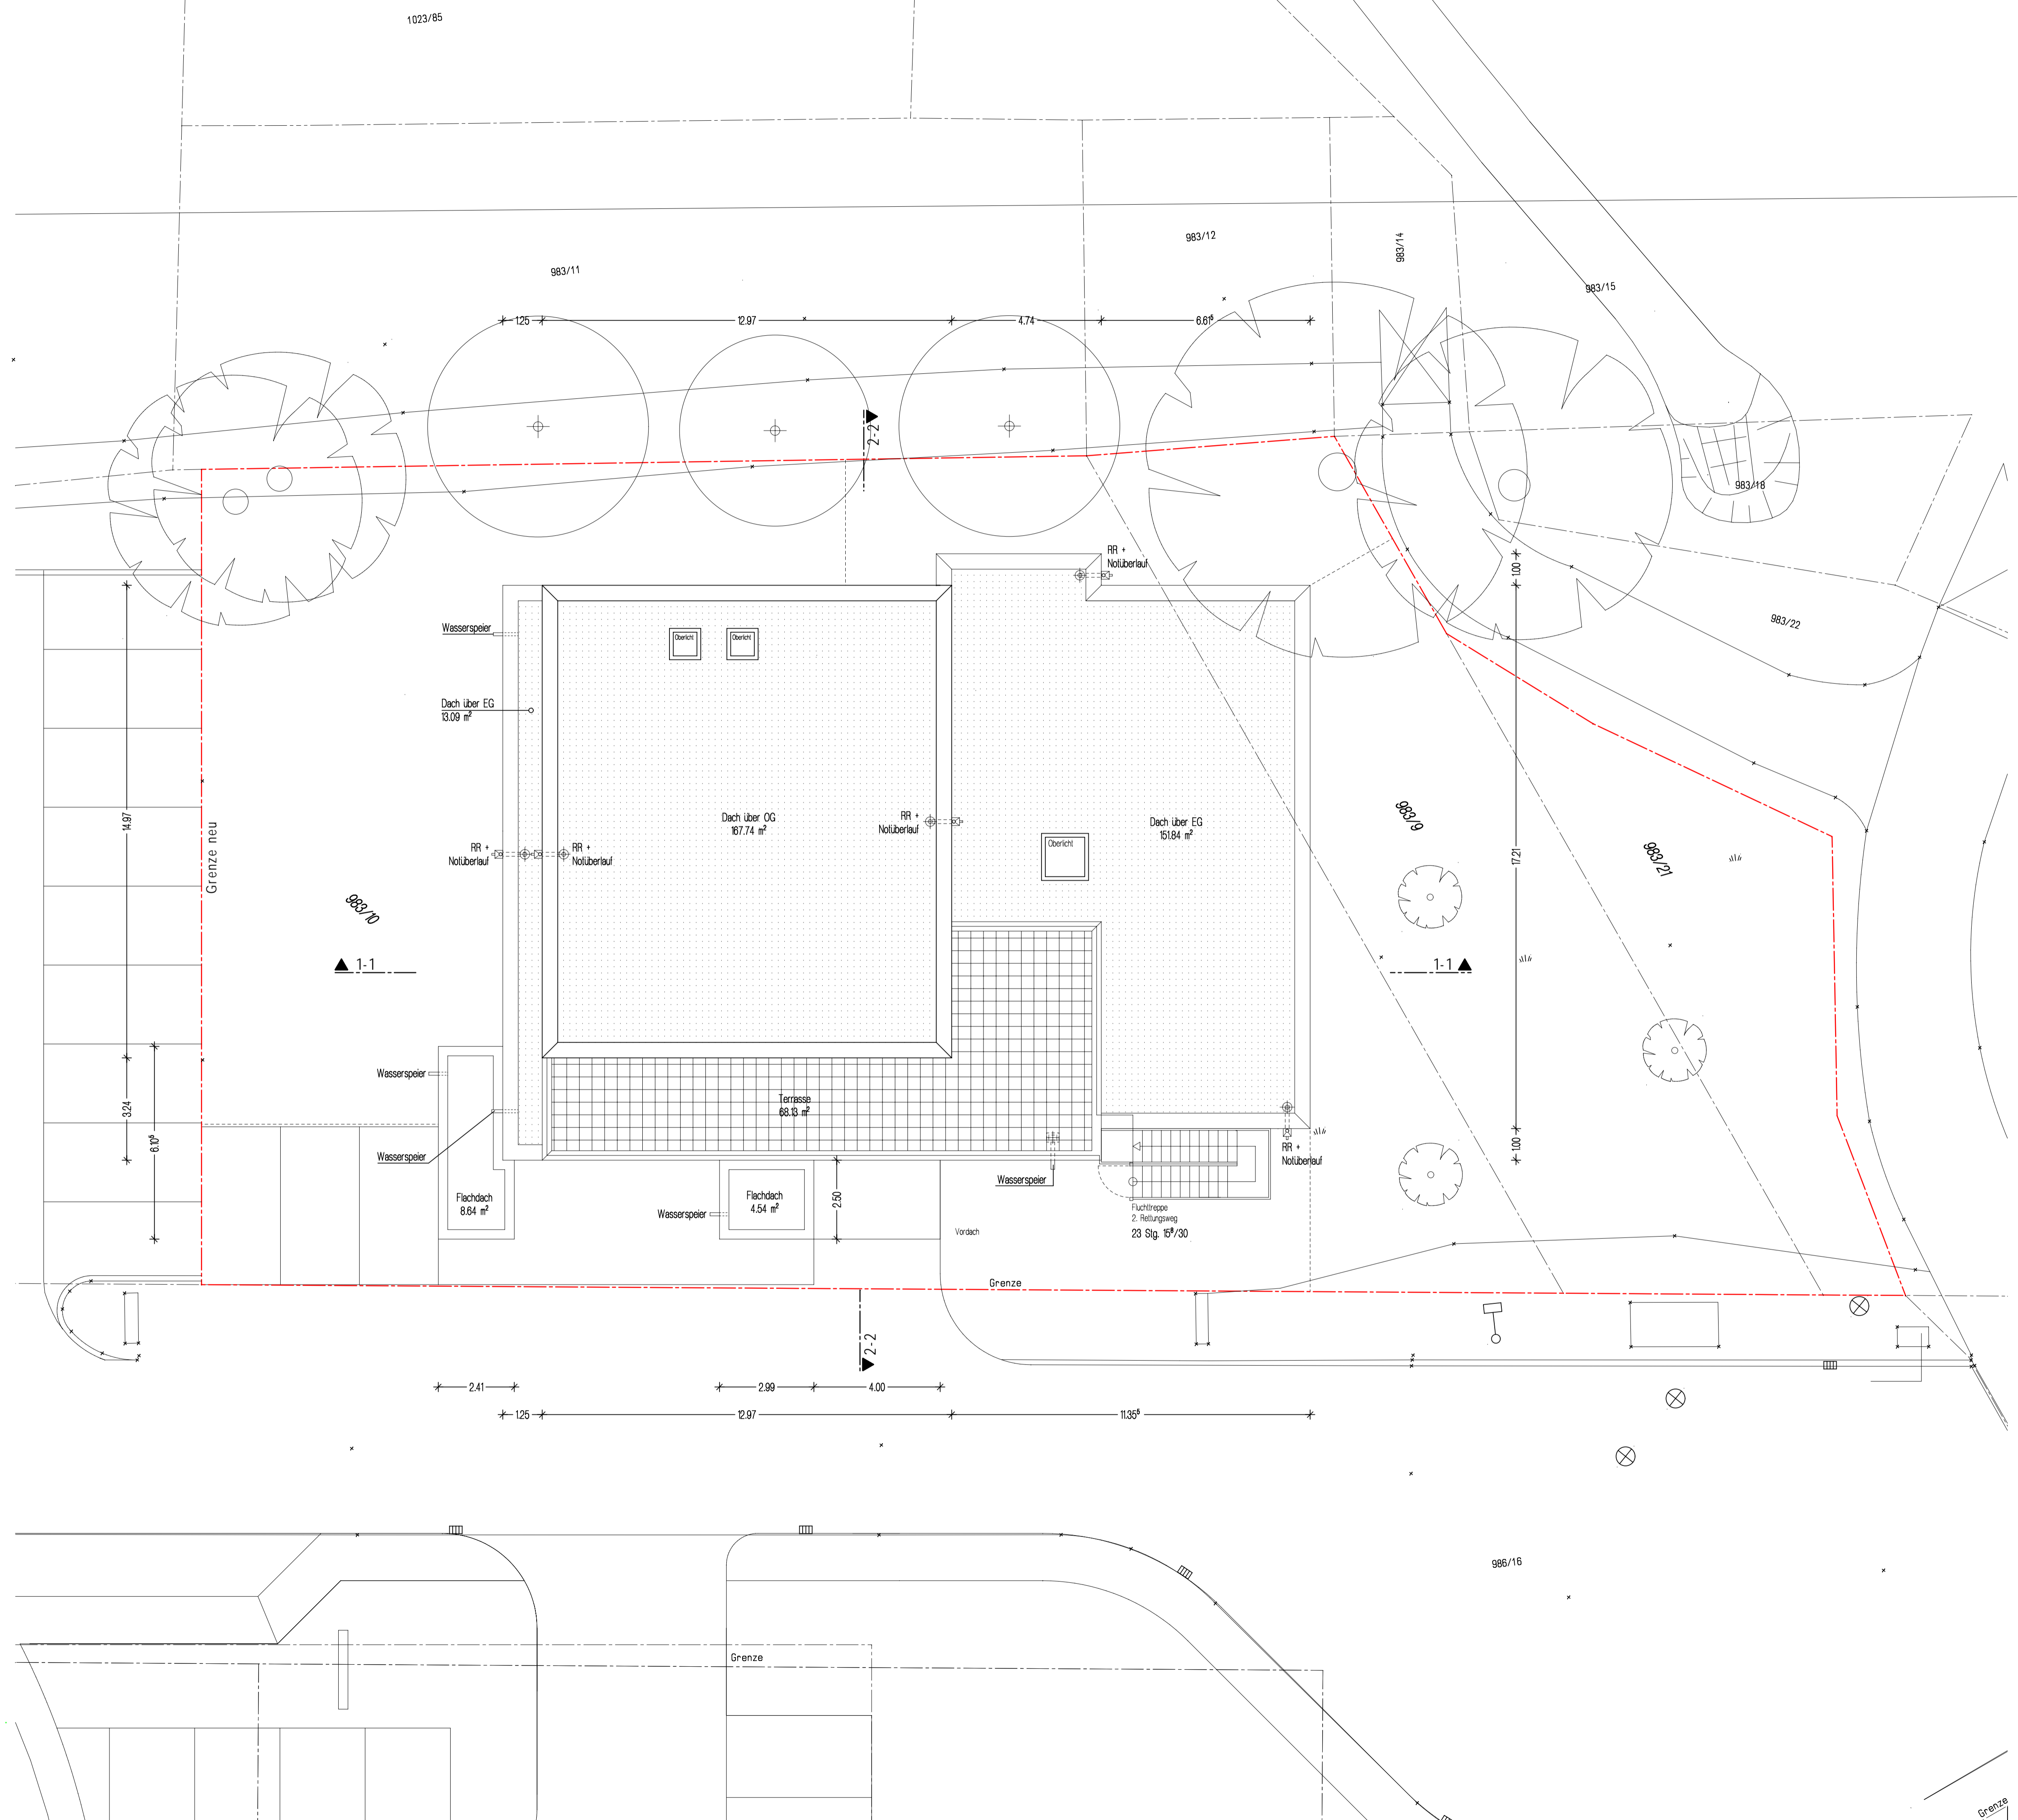 1023/85
983/12
983/14
983/11
983/15
1.25
12.97
4.74
6.61⁵
2-2
983/18
RR +
Notüberlauf
1.00
Wasserspeier
Oberlicht
Oberlicht
983/22
Dach über EG
13.09 m²
14.97
Grenze neu
Dach über OG
167.74 m²
RR +
Notüberlauf
Dach über EG
151.84 m²
983/9
RR +
Notüberlauf
RR +
Notüberlauf
Oberlicht
17.21
983/21
983/10
1-1
1-1
Wasserspeier
3.24
6.10⁵
Terrasse
68.13 m²
Wasserspeier
RR +
Notüberlauf
1.00
Wasserspeier
Flachdach
8.64 m²
Flachdach
4.54 m²
2.50
Wasserspeier
Fluchttreppe
2. Rettungsweg
23 Stg. 15⁸/30
Vordach
Grenze
2-2
2.41
2.99
4.00
1.25
12.97
11.35⁵
986/16
Grenze
Grenze